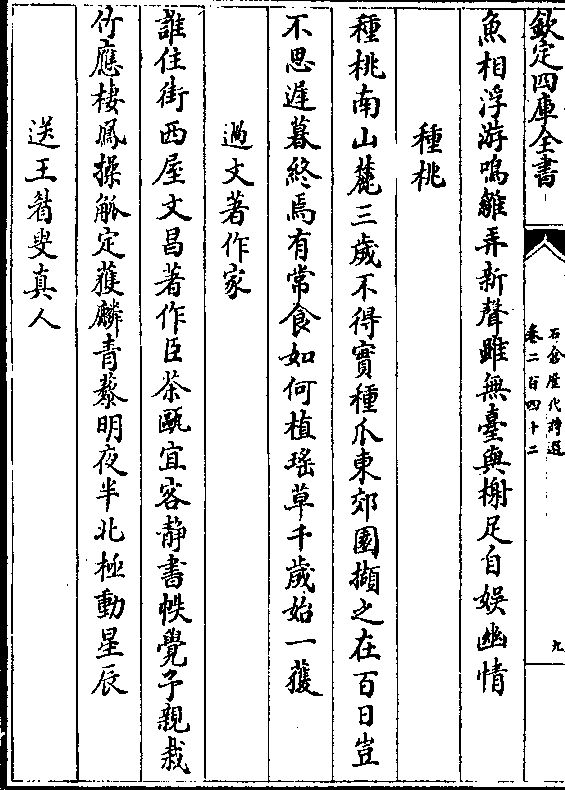 欽定四庫全書
石倉歷代詩選
卷二百四十二
九
魚相浮游鳴雛弄新聲雖無臺與榭足自娛幽情
種桃
種桃南山麓三歲不得實種瓜東郊園擷之在百日豈
不思遲暮終焉有常食如何植瑤草千歲始一獲
過文著作家
誰住街西屋文昌著作臣茶甌宜客靜書帙覺予親栽
竹應棲鳳操觚定獲麟青藜明夜半北極動星辰
送王𦒿叟真人